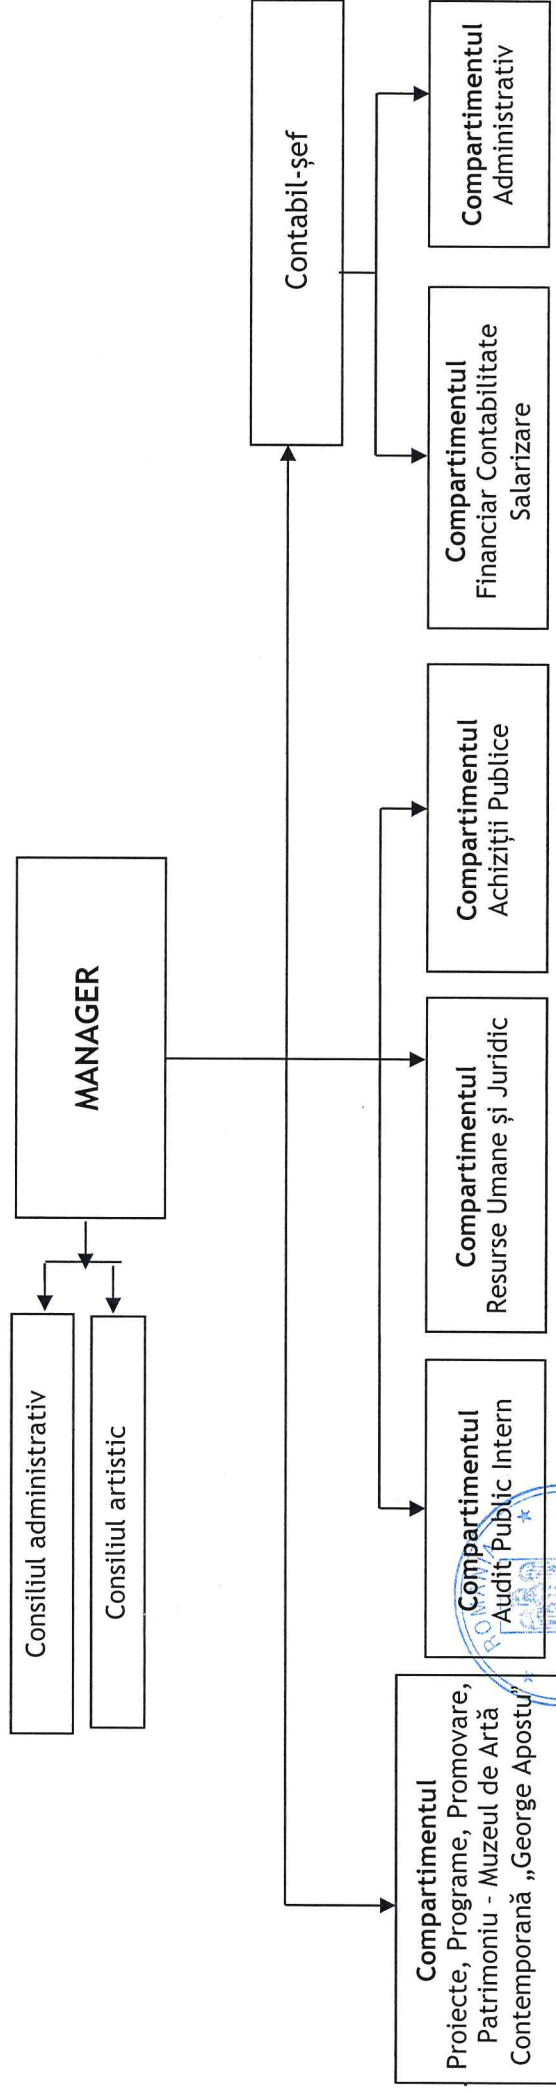 Consiliul administrativ
Consiliul artistic
MANAGER
Contabil-șef
Compartimentul
Proiecte, Programe, Promovare,
Patrimoniu - Muzeul de Artă
Contemporană „George Apostu”
Compartimentul
Audit Public Intern
Compartimentul
Resurse Umane și Juridic
Compartimentul
Achiziții Publice
Compartimentul
Financiar Contabilitate
Salarizare
Compartimentul
Administrativ
ROMANIA